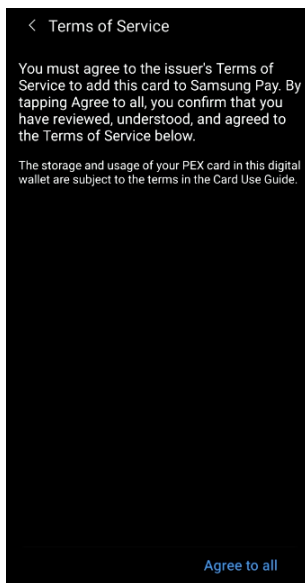 < Terms of Service
You must agree to the issuer's Terms of
Service to add this card to Samsung Pay. By
tapping Agree to all, you confirm that you
have reviewed, understood, and agreed to
the Terms of Service below.
The storage and usage of your PEX card in this digital
wallet are subject to the terms in the Card Use Guide.
Agree to all